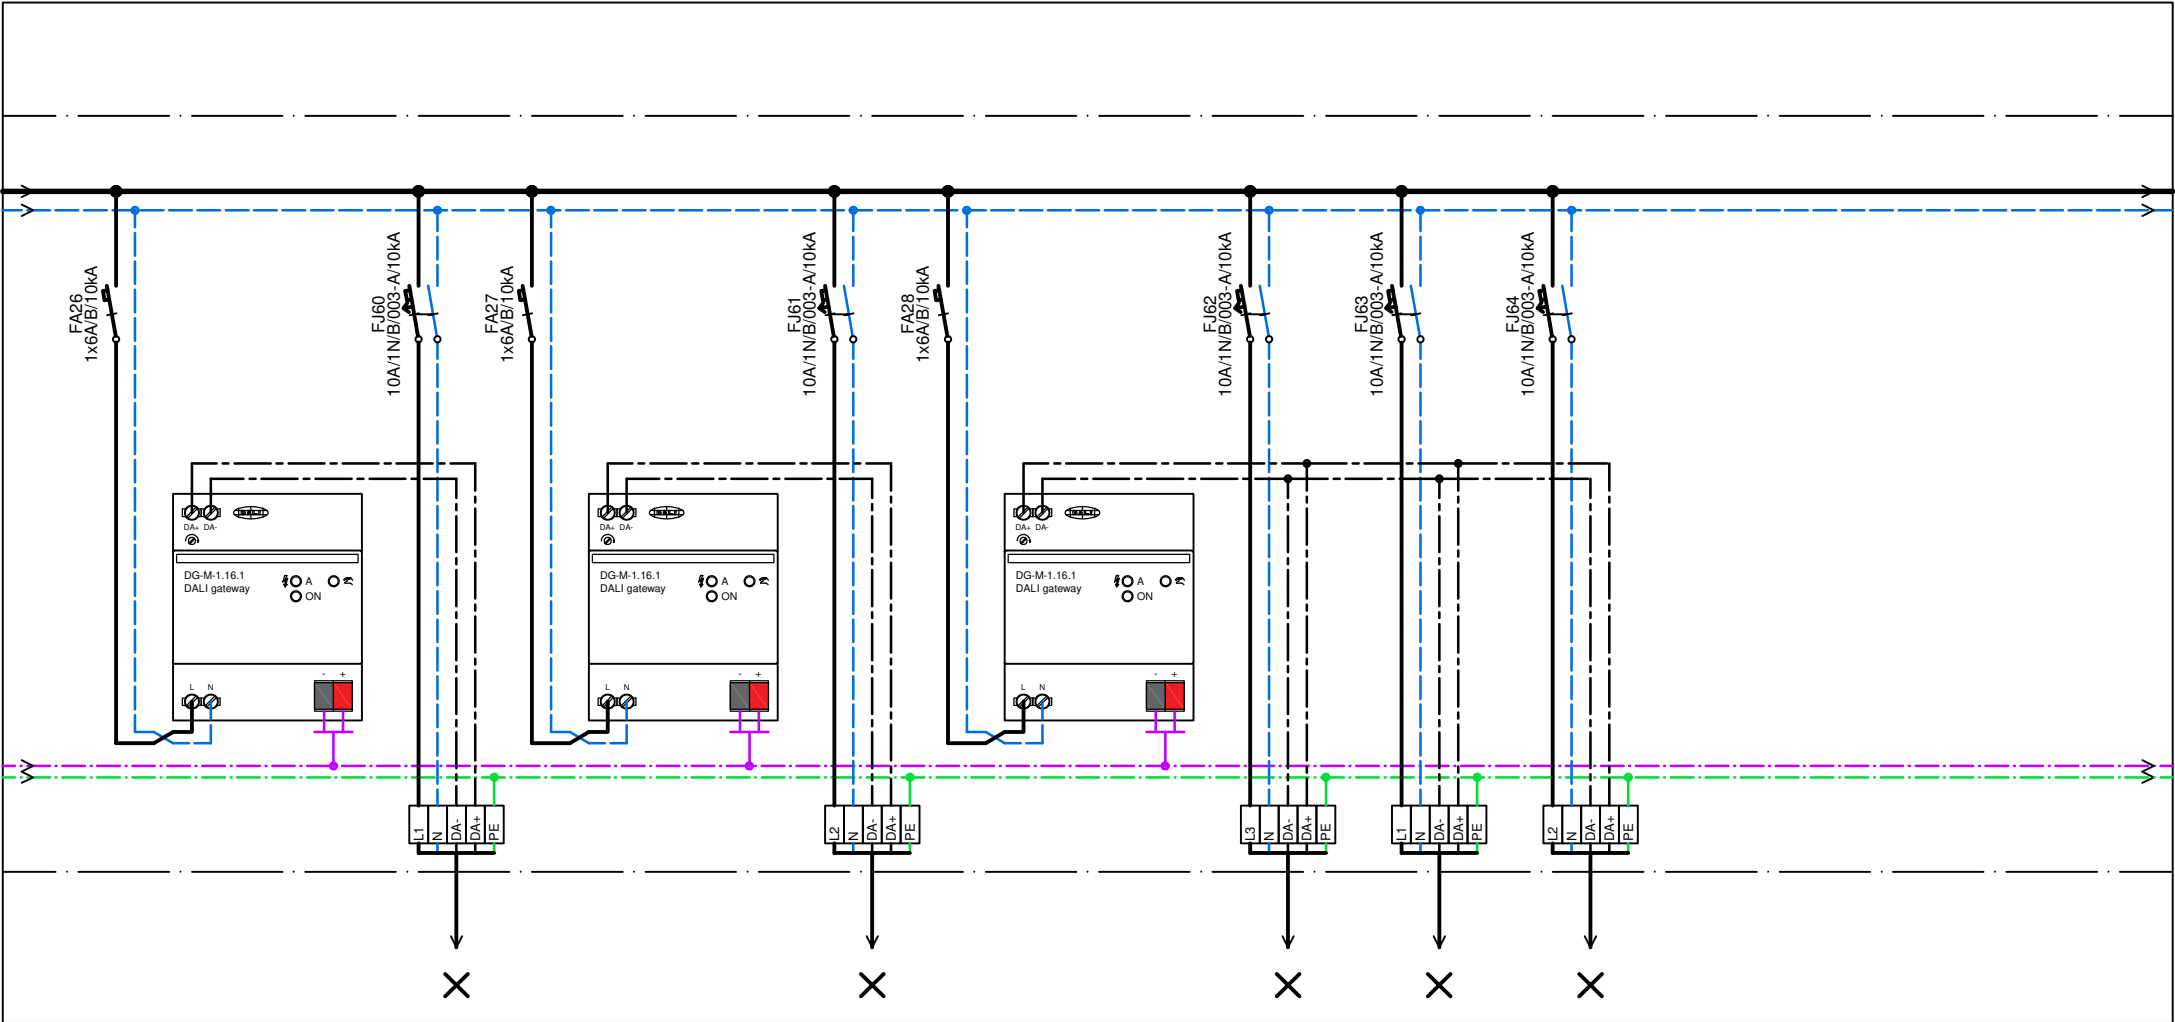 FA26
1x6A/B/10kA
FJ60
10A/1N/B/003-A/10kA
FA27
1x6A/B/10kA
FJ61
10A/1N/B/003-A/10kA
FA28
1x6A/B/10kA
FJ62
10A/1N/B/003-A/10kA
FJ63
10A/1N/B/003-A/10kA
FJ64
10A/1N/B/003-A/10kA
DA+ DA- DALI
DG-M-1.16.1
DALI gateway
A
ON
L N - +
DA+ DA- DALI
DG-M-1.16.1
DALI gateway
A
ON
L N - +
DA+ DA- DALI
DG-M-1.16.1
DALI gateway
A
ON
L N - +
L1 N DA- DA+ PE
L2 N DA- DA+ PE
L3 N DA- DA+ PE
L1 N DA- DA+ PE
L2 N DA- DA+ PE